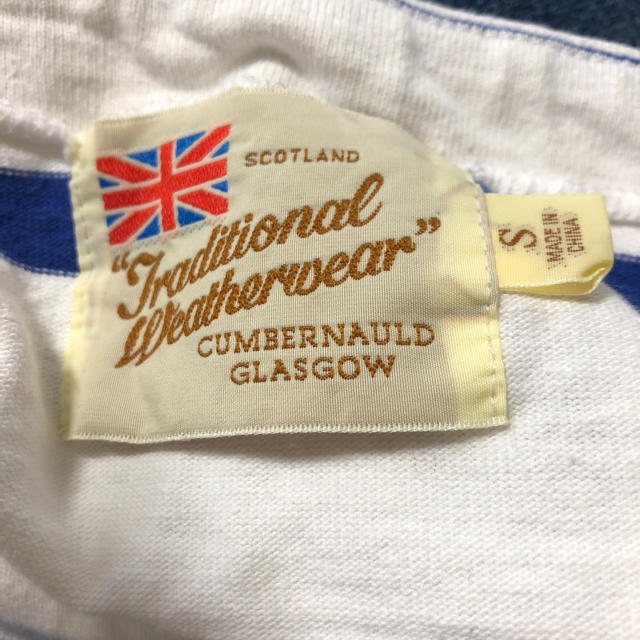 SCOTLAND
"Traditional
Weatherwear"
CUMBERNAULD
GLASGOW
S
MADE IN
CHINA